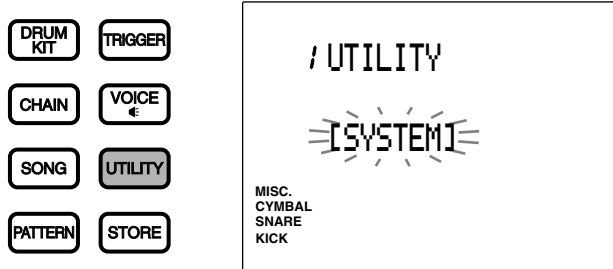 DRUM
KIT
TRIGGER
CHAIN
VOICE
SONG
UTILITY
PATTERN
STORE
1 UTILITY
[SYSTEM]
MISC.
CYMBAL
SNARE
KICK